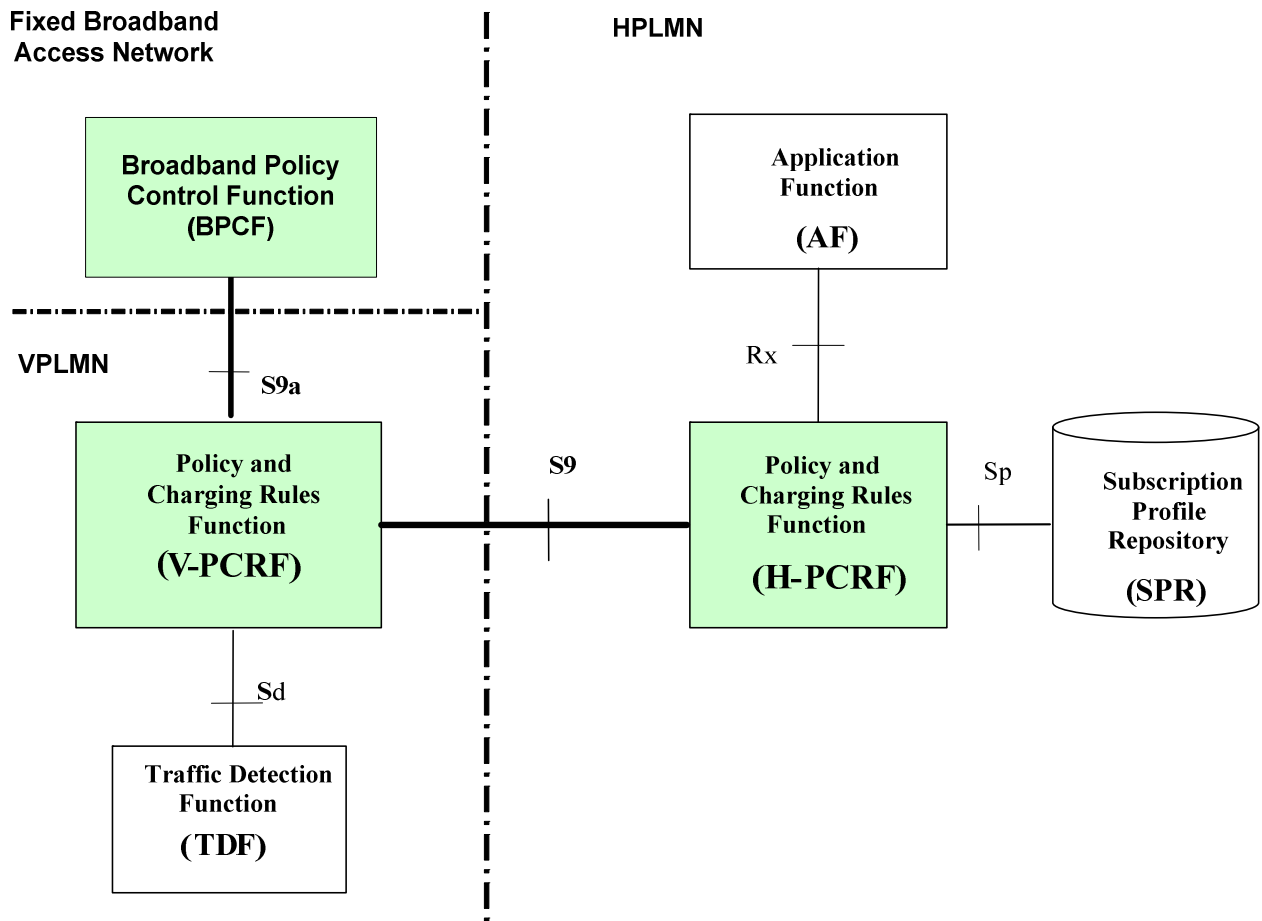 Fixed Broadband
Access Network
HPLMN
Broadband Policy
Control Function
(BPCF)
Application
Function
(AF)
VPLMN
S9a
Rx
Policy and
Charging Rules
Function
(V-PCRF)
S9
Policy and
Charging Rules
Function
(H-PCRF)
Sp
Subscription
Profile
Repository
(SPR)
Sd
Traffic Detection
Function
(TDF)